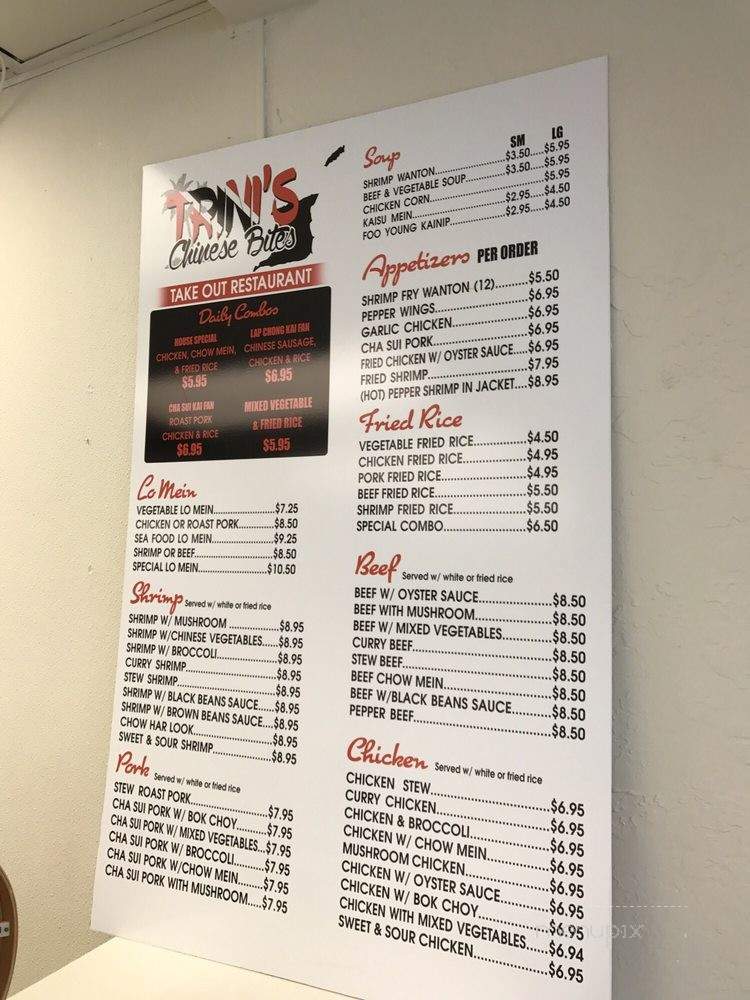 TRINI'S
Chinese Bites
TAKE OUT RESTAURANT
Daily Combos
HOUSE SPECIAL
CHICKEN, CHOW MEIN,
& FRIED RICE
$5.95
LAP CHONG KAI FAN
CHINESE SAUSAGE,
CHICKEN & RICE
$6.95
CHA SUI KAI FAN
ROAST PORK
CHICKEN & RICE
$6.95
MIXED VEGETABLE
& FRIED RICE
$5.95
Lo Mein
VEGETABLE LO MEIN...............$7.25
CHICKEN OR ROAST PORK...........$8.50
SEA FOOD LO MEIN................$9.25
SHRIMP OR BEEF..................$8.50
SPECIAL LO MEIN.................$10.50
Shrimp Served w/ white or fried rice
SHRIMP W/ MUSHROOM ..............$8.95
SHRIMP W/CHINESE VEGETABLES......$8.95
SHRIMP W/ BROCCOLI...............$8.95
CURRY SHRIMP.....................$8.95
STEW SHRIMP......................$8.95
SHRIMP W/ BLACK BEANS SAUCE.....$8.95
SHRIMP W/ BROWN BEANS SAUCE....$8.95
CHOW HAR LOOK....................$8.95
SWEET & SOUR SHRIMP..............$8.95
Pork Served w/ white or fried rice
STEW ROAST PORK..................$7.95
CHA SUI PORK W/ BOK CHOY.........$7.95
CHA SUI PORK W/ MIXED VEGETABLES...$7.95
CHA SUI PORK W/ BROCCOLI.........$7.95
CHA SUI PORK W/CHOW MEIN.........$7.95
CHA SUI PORK WITH MUSHROOM.....$7.95
Soup SM LG
SHRIMP WANTON..................$3.50.....$5.95
BEEF & VEGETABLE SOUP..........$3.50.....$5.95
CHICKEN CORN.............................$5.95
KAISU MEIN.....................$2.95.....$4.50
FOO YOUNG KAINIP...............$2.95.....$4.50
Appetizers PER ORDER
SHRIMP FRY WANTON (12)..........$5.50
PEPPER WINGS....................$6.95
GARLIC CHICKEN..................$6.95
CHA SUI PORK....................$6.95
FRIED CHICKEN W/ OYSTER SAUCE....$6.95
FRIED SHRIMP....................$7.95
(HOT) PEPPER SHRIMP IN JACKET....$8.95
Fried Rice
VEGETABLE FRIED RICE...............$4.50
CHICKEN FRIED RICE.................$4.95
PORK FRIED RICE....................$4.95
BEEF FRIED RICE....................$5.50
SHRIMP FRIED RICE..................$5.50
SPECIAL COMBO......................$6.50
Beef Served w/ white or fried rice
BEEF W/ OYSTER SAUCE..................$8.50
BEEF WITH MUSHROOM....................$8.50
BEEF W/ MIXED VEGETABLES..............$8.50
CURRY BEEF............................$8.50
STEW BEEF.............................$8.50
BEEF CHOW MEIN........................$8.50
BEEF W/BLACK BEANS SAUCE..............$8.50
PEPPER BEEF...........................$8.50
Chicken Served w/ white or fried rice
CHICKEN STEW..........................$6.95
CURRY CHICKEN.........................$6.95
CHICKEN & BROCCOLI....................$6.95
CHICKEN W/ CHOW MEIN..................$6.95
MUSHROOM CHICKEN......................$6.95
CHICKEN W/ OYSTER SAUCE...............$6.95
CHICKEN W/ BOK CHOY...................$6.95
CHICKEN WITH MIXED VEGETABLES......$6.94
SWEET & SOUR CHICKEN..................$6.95